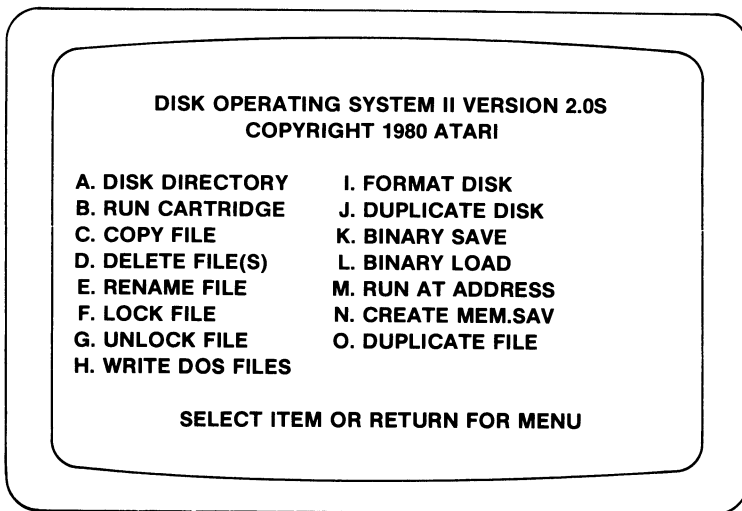 DISK OPERATING SYSTEM II VERSION 2.0S
COPYRIGHT 1980 ATARI
A. DISK DIRECTORY
B. RUN CARTRIDGE
C. COPY FILE
D. DELETE FILE(S)
E. RENAME FILE
F. LOCK FILE
G. UNLOCK FILE
H. WRITE DOS FILES
I. FORMAT DISK
J. DUPLICATE DISK
K. BINARY SAVE
L. BINARY LOAD
M. RUN AT ADDRESS
N. CREATE MEM.SAV
O. DUPLICATE FILE
SELECT ITEM OR RETURN FOR MENU